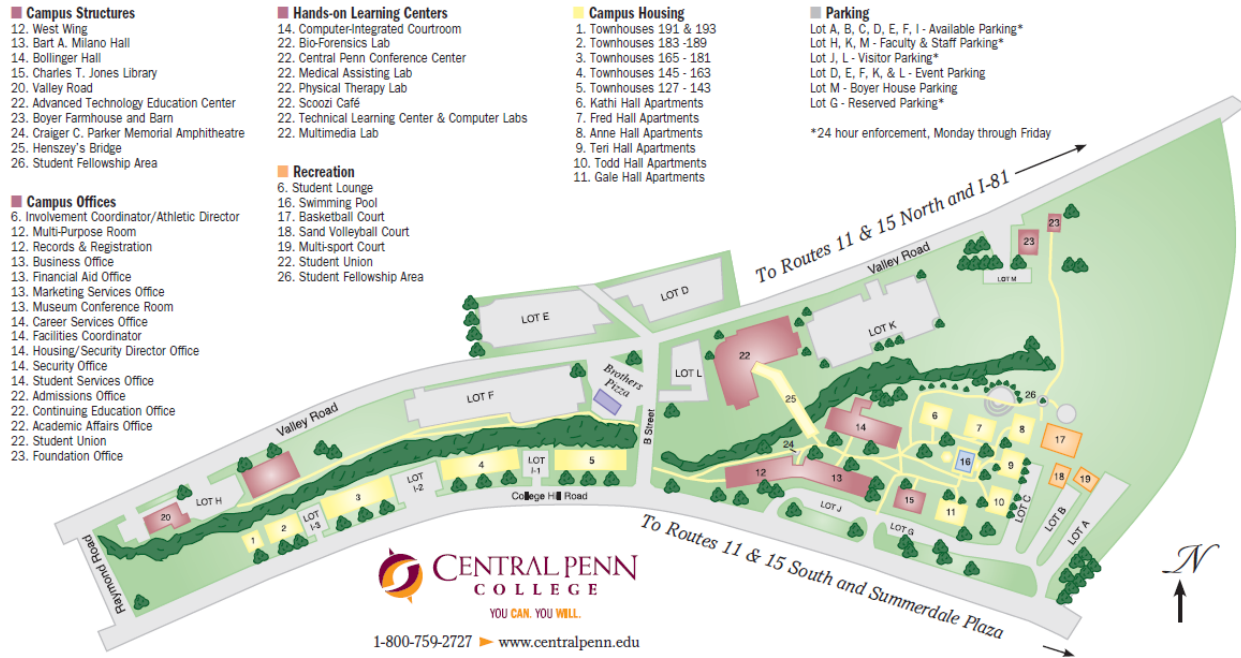 Campus Structures
12. West Wing
13. Bart A. Milano Hall
14. Bollinger Hall
15. Charles T. Jones Library
20. Valley Road
22. Advanced Technology Education Center
23. Boyer Farmhouse and Barn
24. Craiger C. Parker Memorial Amphitheatre
25. Henszey's Bridge
26. Student Fellowship Area
Campus Offices
6. Involvement Coordinator/Athletic Director
12. Multi-Purpose Room
12. Records & Registration
13. Business Office
13. Financial Aid Office
13. Marketing Services Office
13. Museum Conference Room
14. Career Services Office
14. Facilities Coordinator
14. Housing/Security Director Office
14. Security Office
14. Student Services Office
22. Admissions Office
22. Continuing Education Office
22. Academic Affairs Office
22. Student Union
23. Foundation Office
Hands-on Learning Centers
14. Computer-Integrated Courtroom
22. Bio-Forensics Lab
22. Central Penn Conference Center
22. Medical Assisting Lab
22. Physical Therapy Lab
22. Scoozi Café
22. Technical Learning Center & Computer Labs
22. Multimedia Lab
Recreation
6. Student Lounge
16. Swimming Pool
17. Basketball Court
18. Sand Volleyball Court
19. Multi-sport Court
22. Student Union
26. Student Fellowship Area
Campus Housing
1. Townhouses 191 & 193
2. Townhouses 183 -189
3. Townhouses 165 - 181
4. Townhouses 145 - 163
5. Townhouses 127 - 143
6. Kathi Hall Apartments
7. Fred Hall Apartments
8. Anne Hall Apartments
9. Teri Hall Apartments
10. Todd Hall Apartments
11. Gale Hall Apartments
Parking
Lot A, B, C, D, E, F, I - Available Parking*
Lot H, K, M - Faculty & Staff Parking*
Lot J, L - Visitor Parking*
Lot D, E, F, K, & L - Event Parking
Lot M - Boyer House Parking
Lot G - Reserved Parking*
*24 hour enforcement, Monday through Friday
To Routes 11 & 15 North and I-81
Valley Road
23
23
LOT M
LOT D
LOT E
LOT K
22
LOT L
Brothers
Pizza
LOT F
25
26
6
7
8
17
14
B Street
Valley Road
24
16
9
18
19
4
LOT
I-1
5
12
13
LOT I-2
3
LOT H
20
LOT
I-3
2
1
College Hill Road
15
11
10
LOT C
LOT B
LOT A
LOT J
LOT G
Raymond Road
To Routes 11 & 15 South and Summerdale Plaza
N
CENTRAL PENN
COLLEGE
YOU CAN. YOU WILL.
1-800-759-2727 www.centralpenn.edu